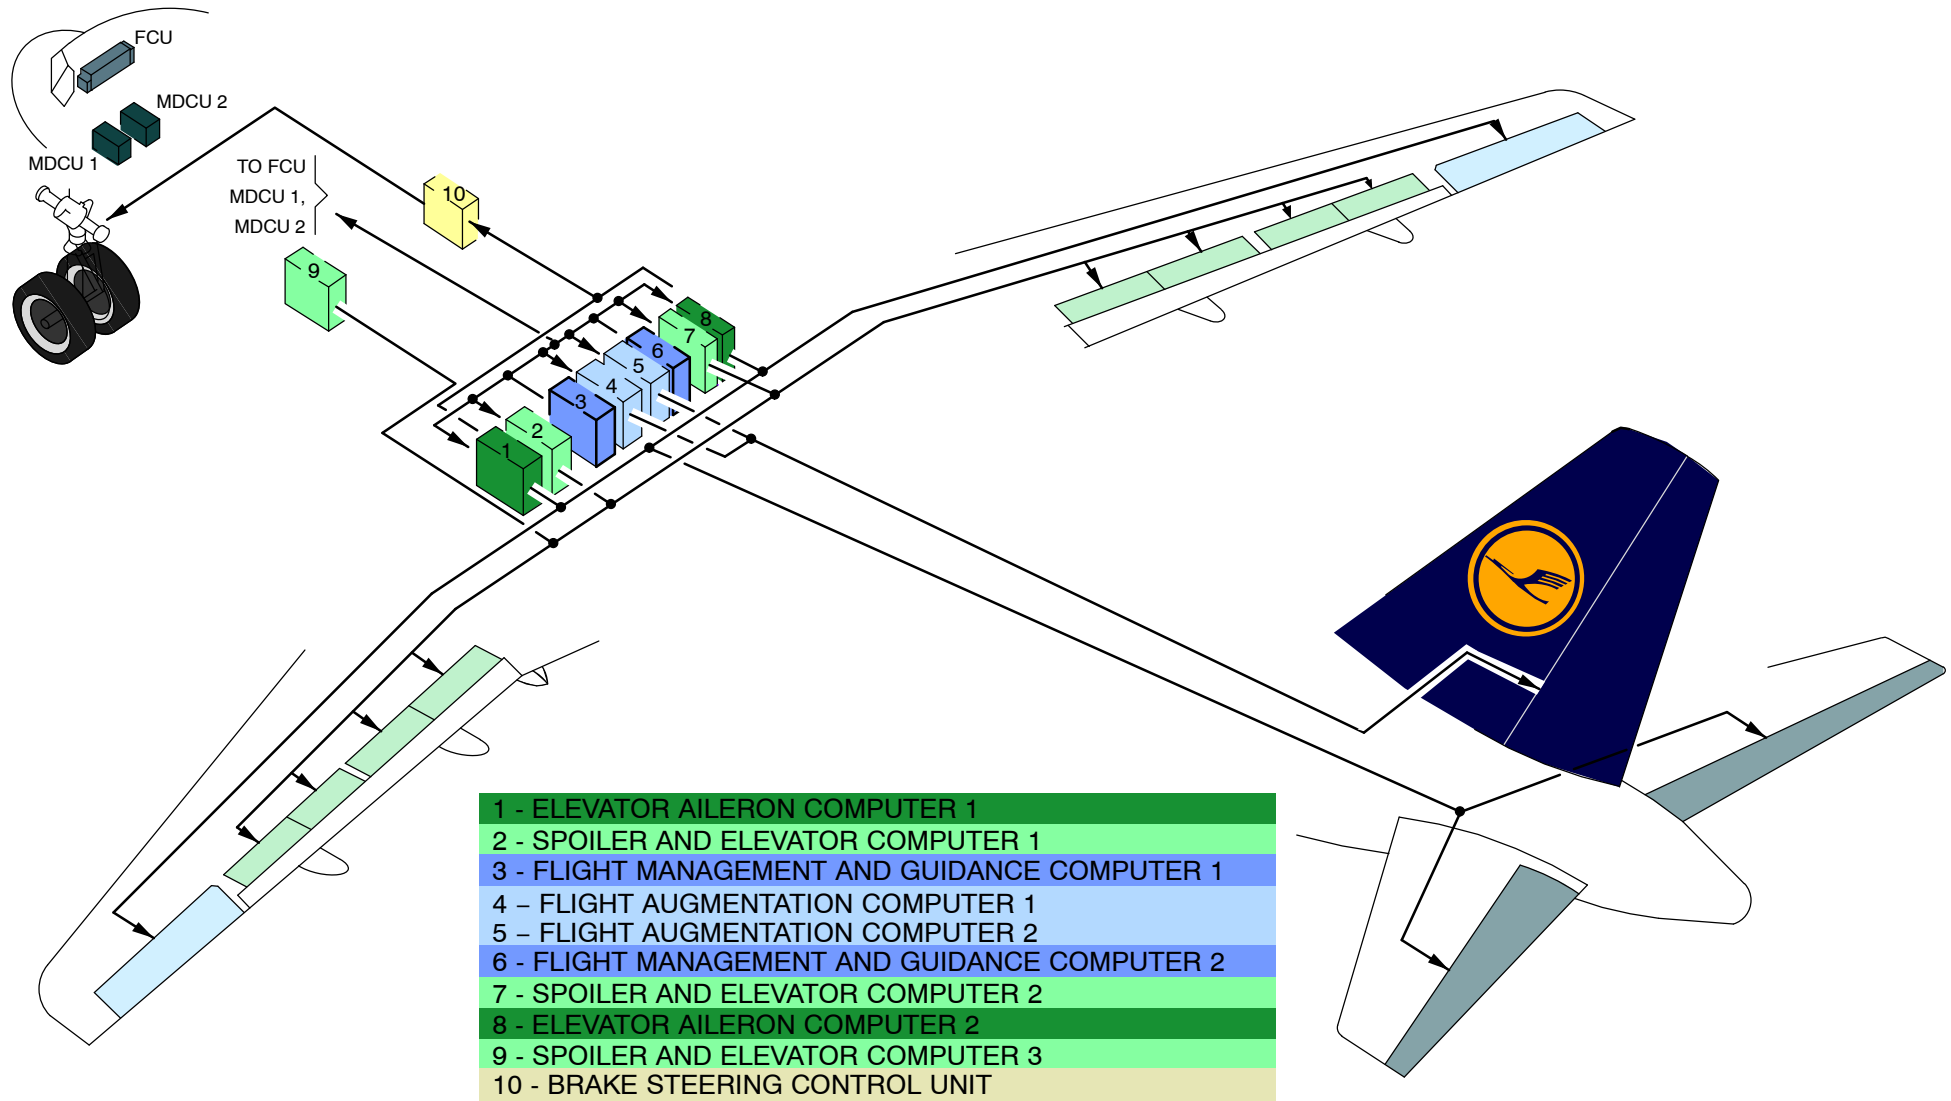 FCU
MDCU 2
MDCU 1
TO FCU
MDCU 1,
MDCU 2
10
9
8
7
6
5
4
3
2
1
1 - ELEVATOR AILERON COMPUTER 1
2 - SPOILER AND ELEVATOR COMPUTER 1
3 - FLIGHT MANAGEMENT AND GUIDANCE COMPUTER 1
4 – FLIGHT AUGMENTATION COMPUTER 1
5 – FLIGHT AUGMENTATION COMPUTER 2
6 - FLIGHT MANAGEMENT AND GUIDANCE COMPUTER 2
7 - SPOILER AND ELEVATOR COMPUTER 2
8 - ELEVATOR AILERON COMPUTER 2
9 - SPOILER AND ELEVATOR COMPUTER 3
10 - BRAKE STEERING CONTROL UNIT